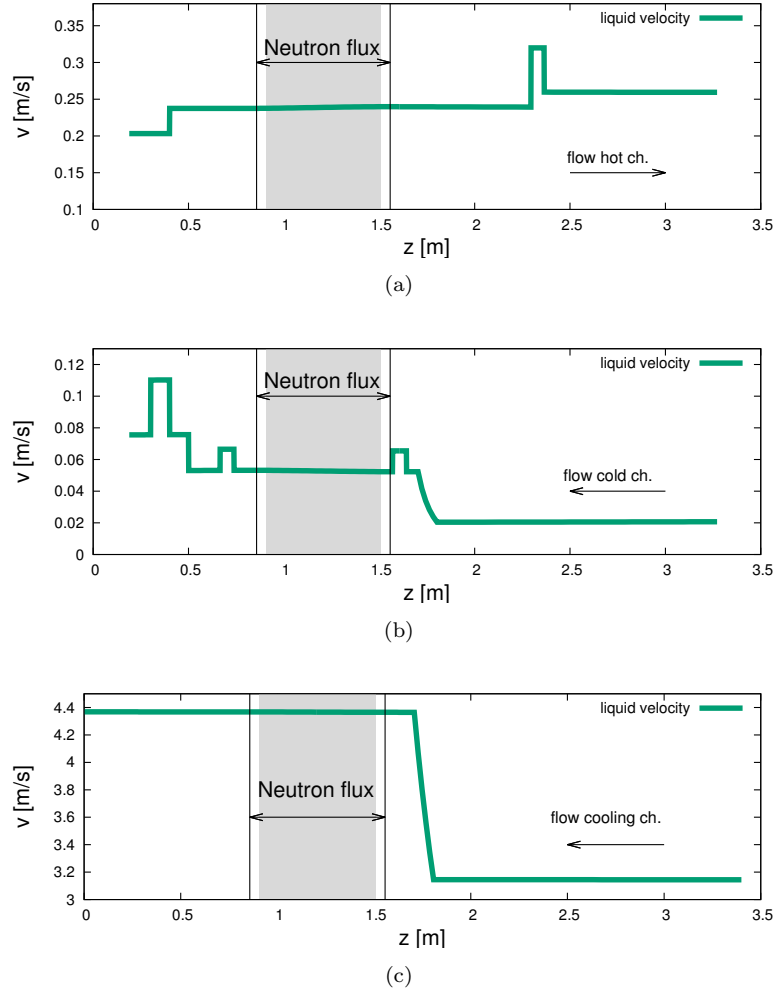 0.35
0.3
0.25
0.2
0.15
0.1
v [m/s]
liquid velocity
Neutron flux
flow hot ch.
0 0.5 1 1.5 2 2.5 3 3.5
z [m]
(a)
0.12
0.1
0.08
0.06
0.04
0.02
0
v [m/s]
liquid velocity
Neutron flux
flow cold ch.
0 0.5 1 1.5 2 2.5 3 3.5
z [m]
(b)
4.4
4.2
4
3.8
3.6
3.4
3.2
3
v [m/s]
liquid velocity
Neutron flux
flow cooling ch.
0 0.5 1 1.5 2 2.5 3 3.5
z [m]
(c)